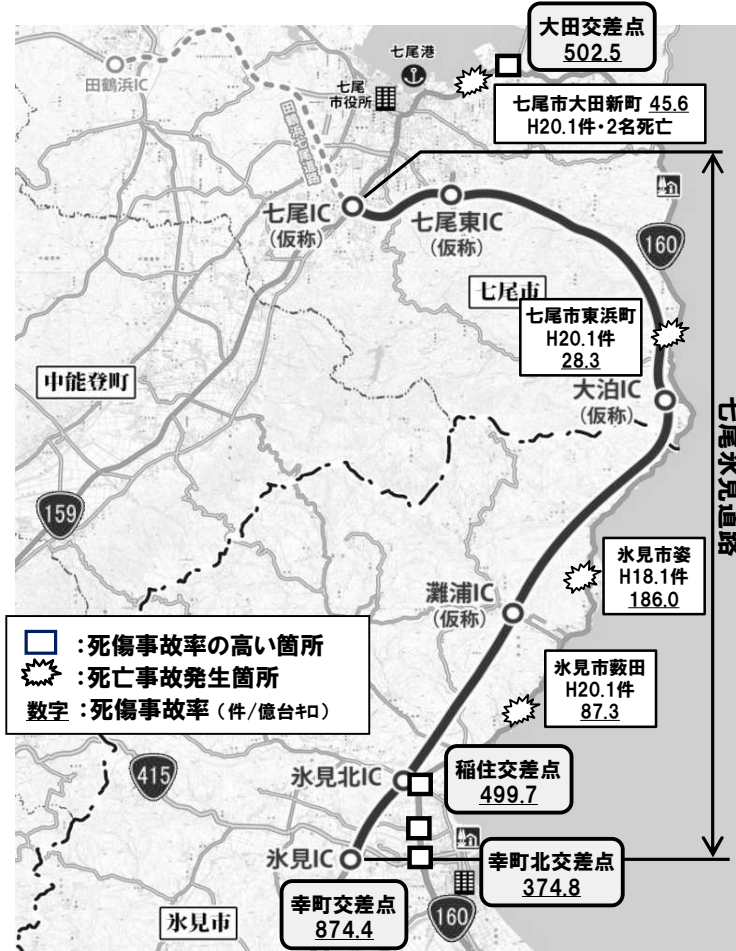 大田交差点
502.5
七尾港
田鶴浜IC
七尾
市役所
七尾市大田新町 45.6
H20.1件・2名死亡
田鶴浜七尾道路
七尾IC
(仮称)
七尾東IC
(仮称)
160
七尾市
七尾市東浜町
H20.1件
28.3
中能登町
大泊IC
(仮称)
七尾氷見道路
159
氷見市姿
H18.1件
186.0
灘浦IC
(仮称)
:死傷事故率の高い箇所
:死亡事故発生箇所
数字:死傷事故率(件/億台キロ)
氷見市薮田
H20.1件
87.3
415
氷見北IC
稲住交差点
499.7
氷見IC
幸町北交差点
374.8
幸町交差点
874.4
氷見市
160